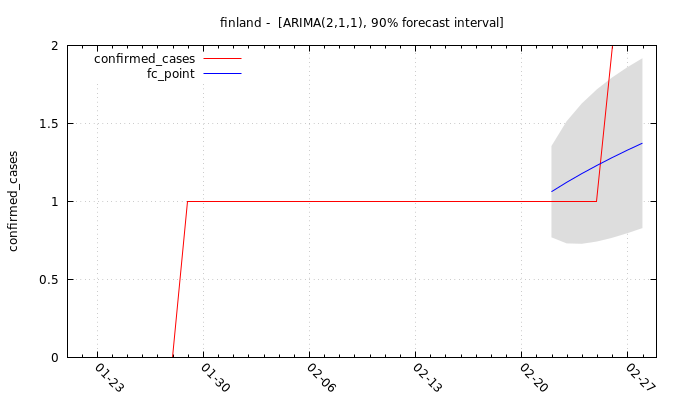 finland -  [ARIMA(2,1,1), 90% forecast interval]
confirmed_cases
fc_point
confirmed_cases
2
1.5
1
0.5
0
01-23
01-30
02-06
02-13
02-20
02-27